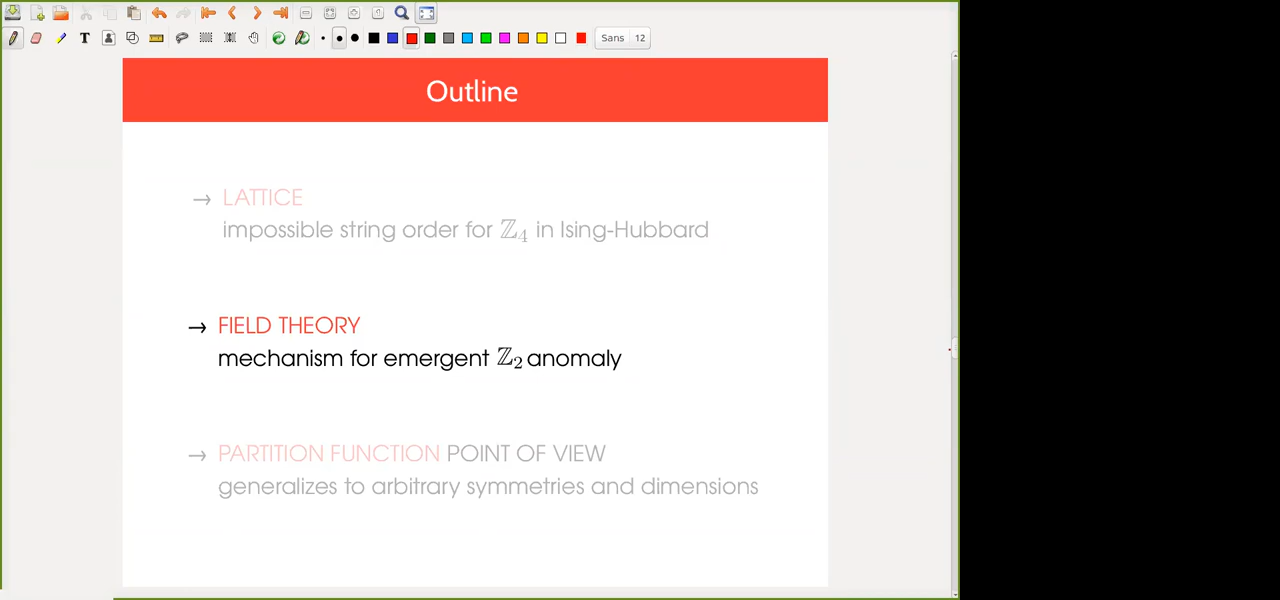 T
Sans 12
Outline
→ LATTICE
impossible string order for ℤ₄ in Ising-Hubbard
→ FIELD THEORY
mechanism for emergent ℤ₂ anomaly
→ PARTITION FUNCTION POINT OF VIEW
generalizes to arbitrary symmetries and dimensions